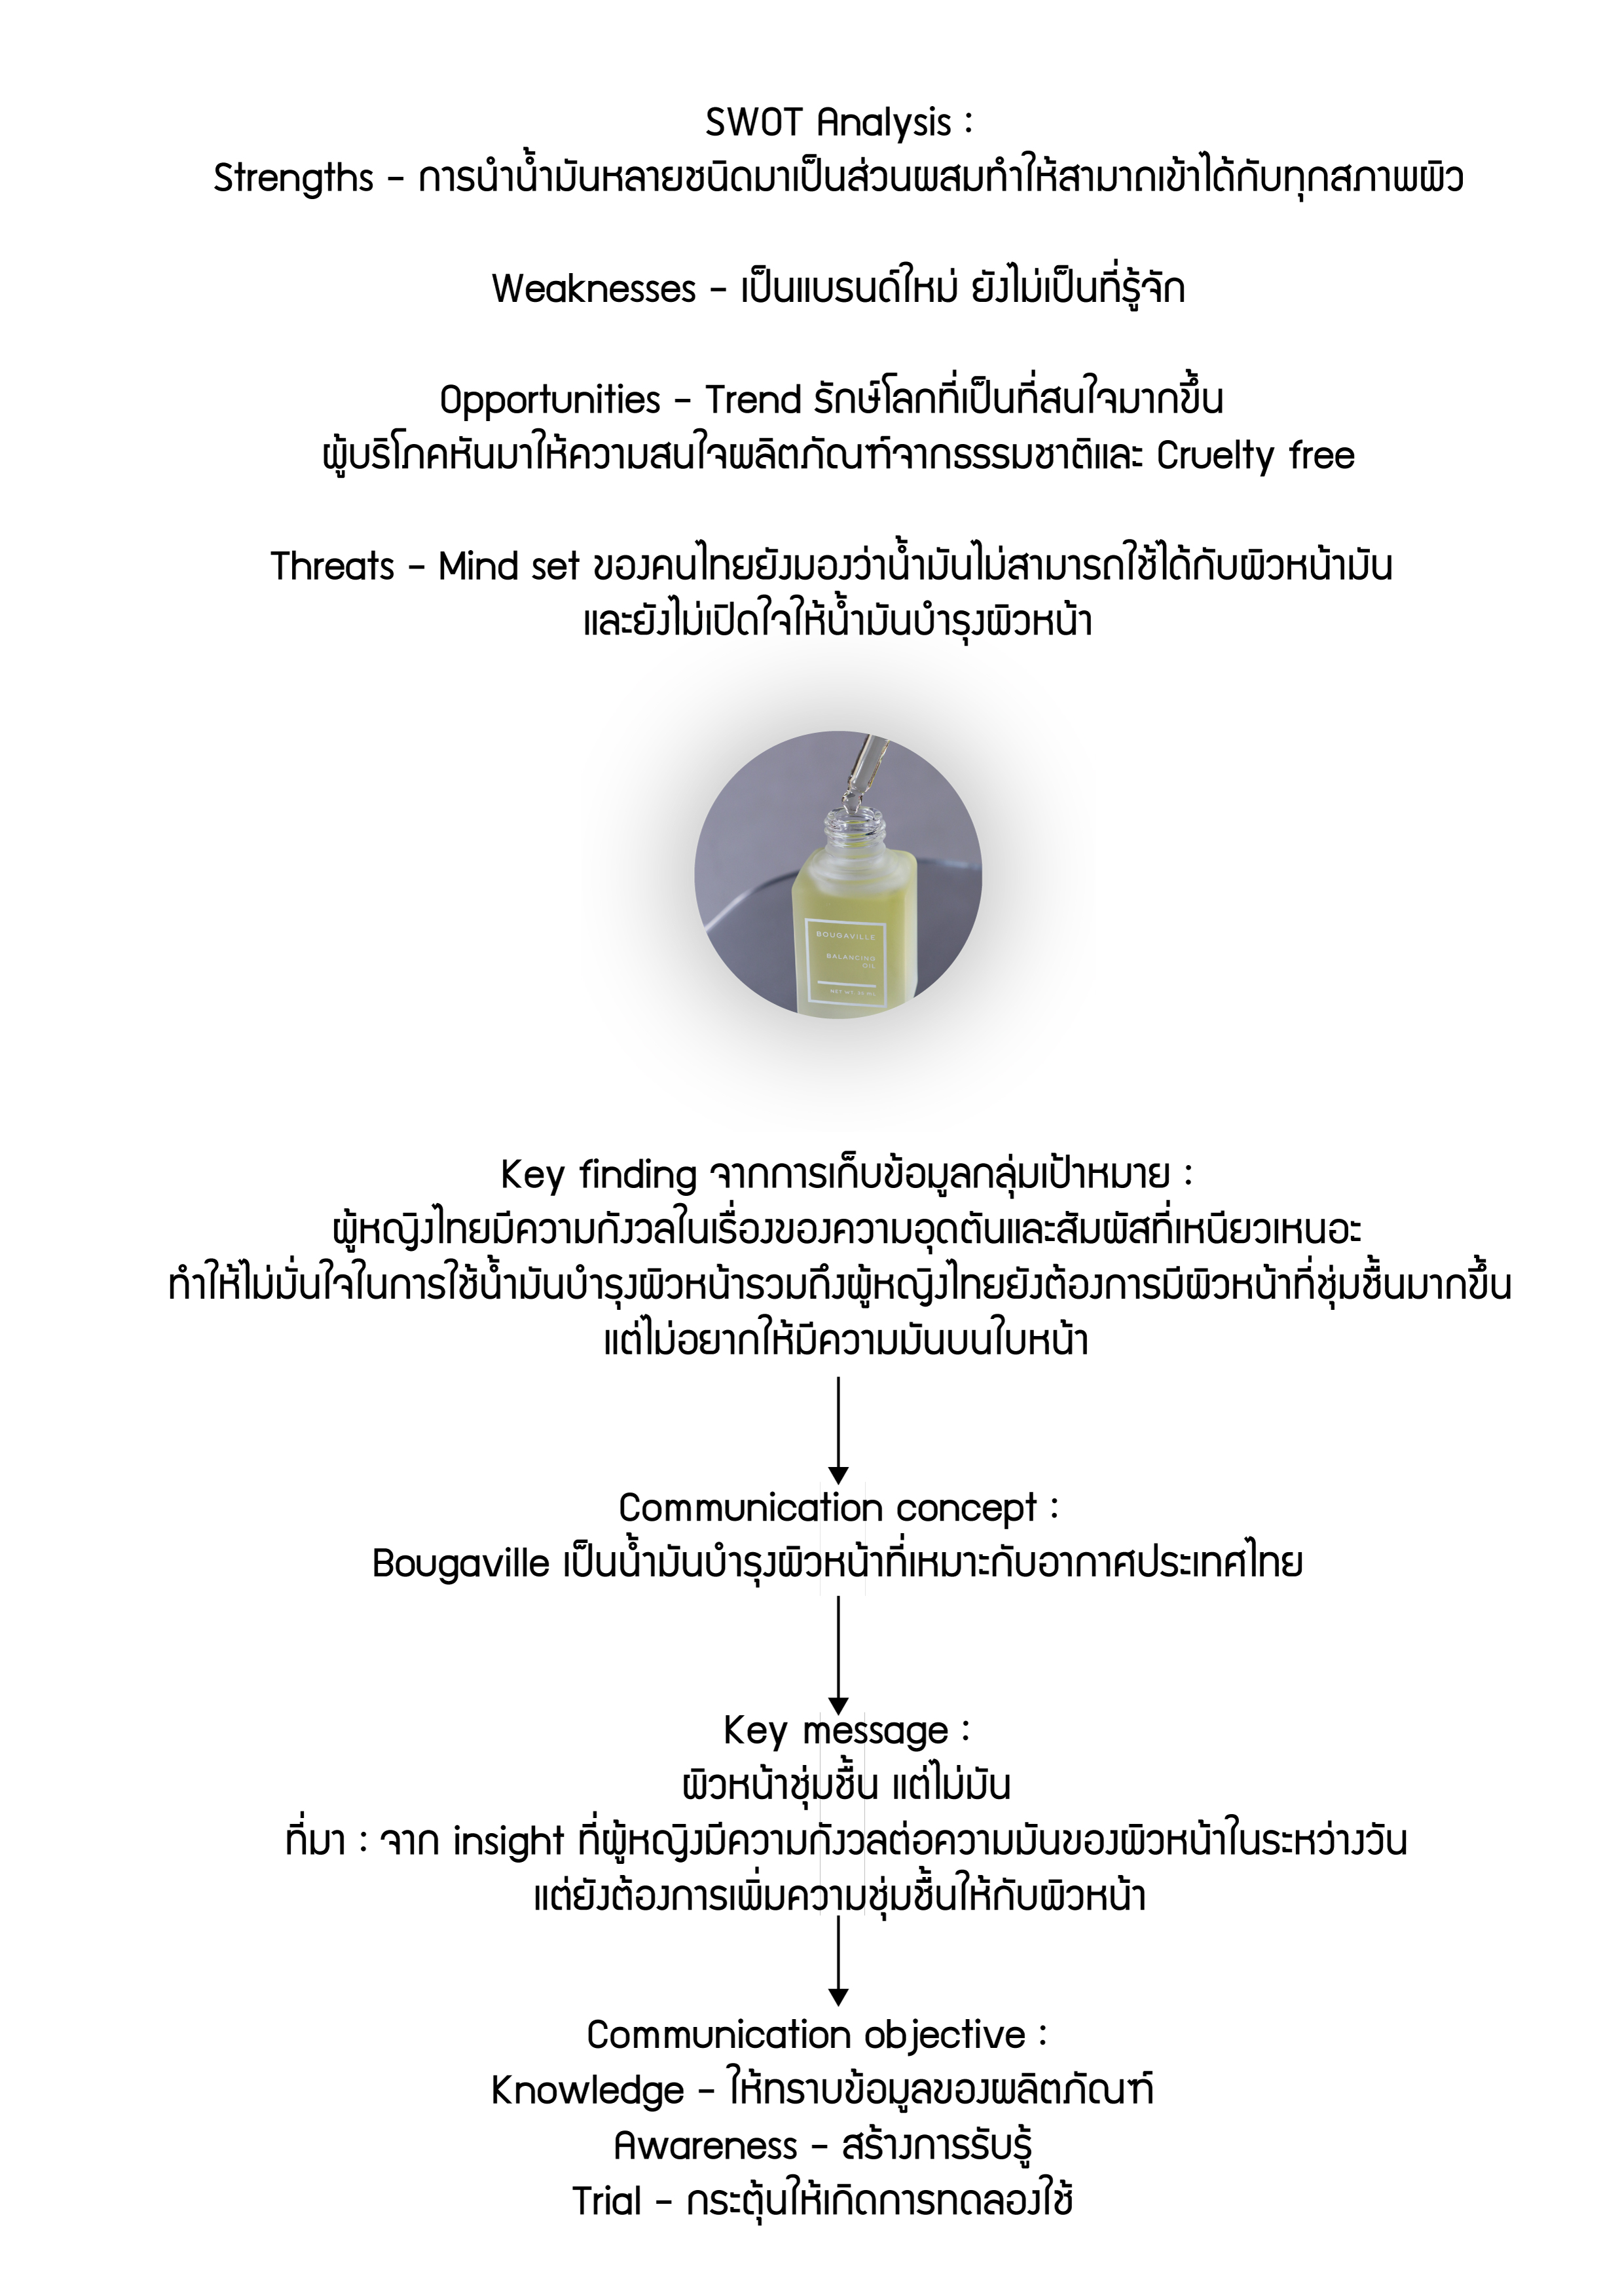 SWOT Analysis :
Strengths - การนำน้ำมันหลายชนิดมาเป็นส่วนผสมทำให้สามาถเข้าได้กับทุกสภาพผิว
Weaknesses - เป็นแบรนด์ใหม่ ยังไม่เป็นที่รู้จัก
Opportunities - Trend รักษ์โลกที่เป็นที่สนใจมากขึ้น
ผู้บริโภคหันมาให้ความสนใจผลิตภัณฑ์จากธรรมชาติและ Cruelty free
Threats - Mind set ของคนไทยยังมองว่าน้ำมันไม่สามารถใช้ได้กับผิวหน้ามัน
และยังไม่เปิดใจให้น้ำมันบำรุงผิวหน้า
BOUGAVILLE
BALANCING
OIL
NET WT.
Key finding จากการเก็บข้อมูลกลุ่มเป้าหมาย :
ผู้หญิงไทยมีความกังวลในเรื่องของความอุดตันและสัมผัสที่เหนียวเหนอะ
ทำให้ไม่มั่นใจในการใช้น้ำมันบำรุงผิวหน้ารวมถึงผู้หญิงไทยยังต้องการมีผิวหน้าที่ชุ่มชื้นมากขึ้น
แต่ไม่อยากให้มีความมันบนใบหน้า
Communication concept :
Bougaville เป็นน้ำมันบำรุงผิวหน้าที่เหมาะกับอากาศประเทศไทย
Key message :
ผิวหน้าชุ่มชื้น แต่ไม่มัน
ที่มา : จาก insight ที่ผู้หญิงมีความกังวลต่อความมันของผิวหน้าในระหว่างวัน
แต่ยังต้องการเพิ่มความชุ่มชื้นให้กับผิวหน้า
Communication objective :
Knowledge - ให้ทราบข้อมูลของผลิตภัณฑ์
Awareness - สร้างการรับรู้
Trial - กระตุ้นให้เกิดการทดลองใช้